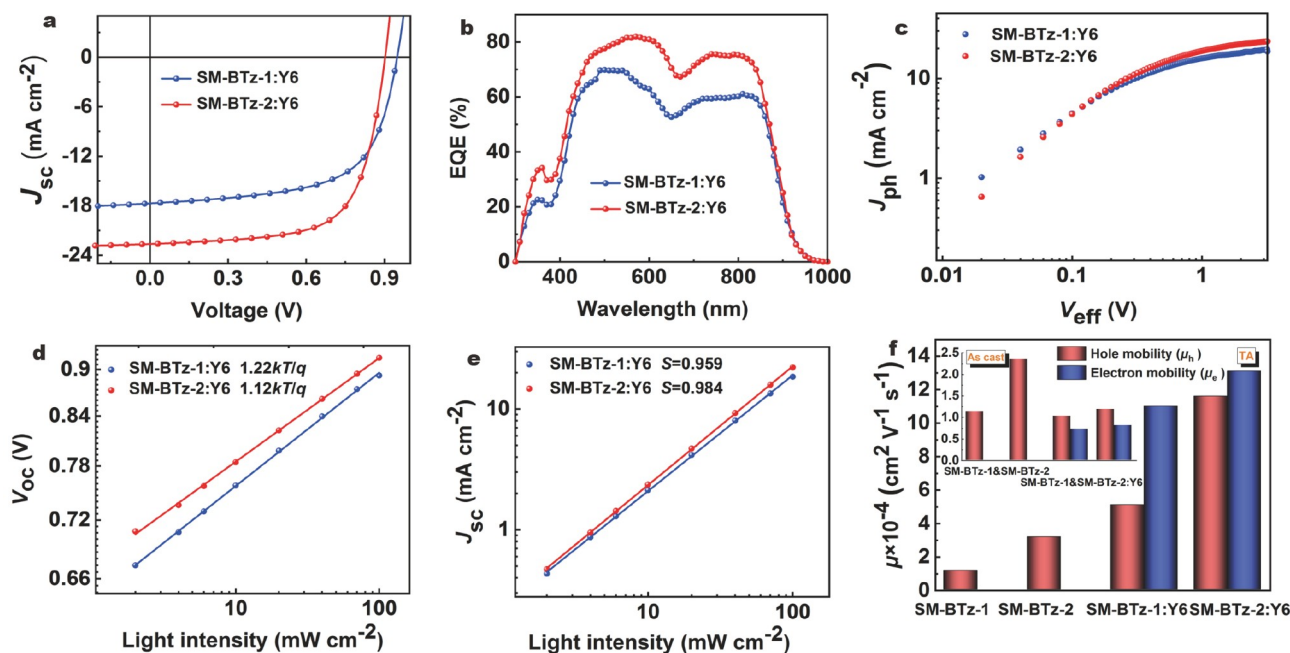 a
J_sc (mA cm⁻²)
0
-6
-12
-18
-24
SM-BTz-1:Y6
SM-BTz-2:Y6
0.0 0.3 0.6 0.9
Voltage (V)
b
EQE (%)
80
60
40
20
0
SM-BTz-1:Y6
SM-BTz-2:Y6
400 600 800 1000
Wavelength (nm)
c
J_ph (mA cm⁻²)
10
1
SM-BTz-1:Y6
SM-BTz-2:Y6
0.01 0.1 1
V_eff (V)
d
V_OC (V)
0.9
0.84
0.78
0.72
0.66
SM-BTz-1:Y6 1.22kT/q
SM-BTz-2:Y6 1.12kT/q
10 100
Light intensity (mW cm⁻²)
e
J_sc (mA cm⁻²)
10
1
SM-BTz-1:Y6 S=0.959
SM-BTz-2:Y6 S=0.984
10 100
Light intensity (mW cm⁻²)
f
μ×10⁻⁴ (cm² V⁻¹ s⁻¹)
14
12
10
8
6
4
2
0
As cast
2.5
2.0
1.5
1.0
0.5
0.0
SM-BTz-1&SM-BTz-2
SM-BTz-1&SM-BTz-2:Y6
Hole mobility (μ_h)
Electron mobility (μ_e)
TA
SM-BTz-1 SM-BTz-2 SM-BTz-1:Y6 SM-BTz-2:Y6